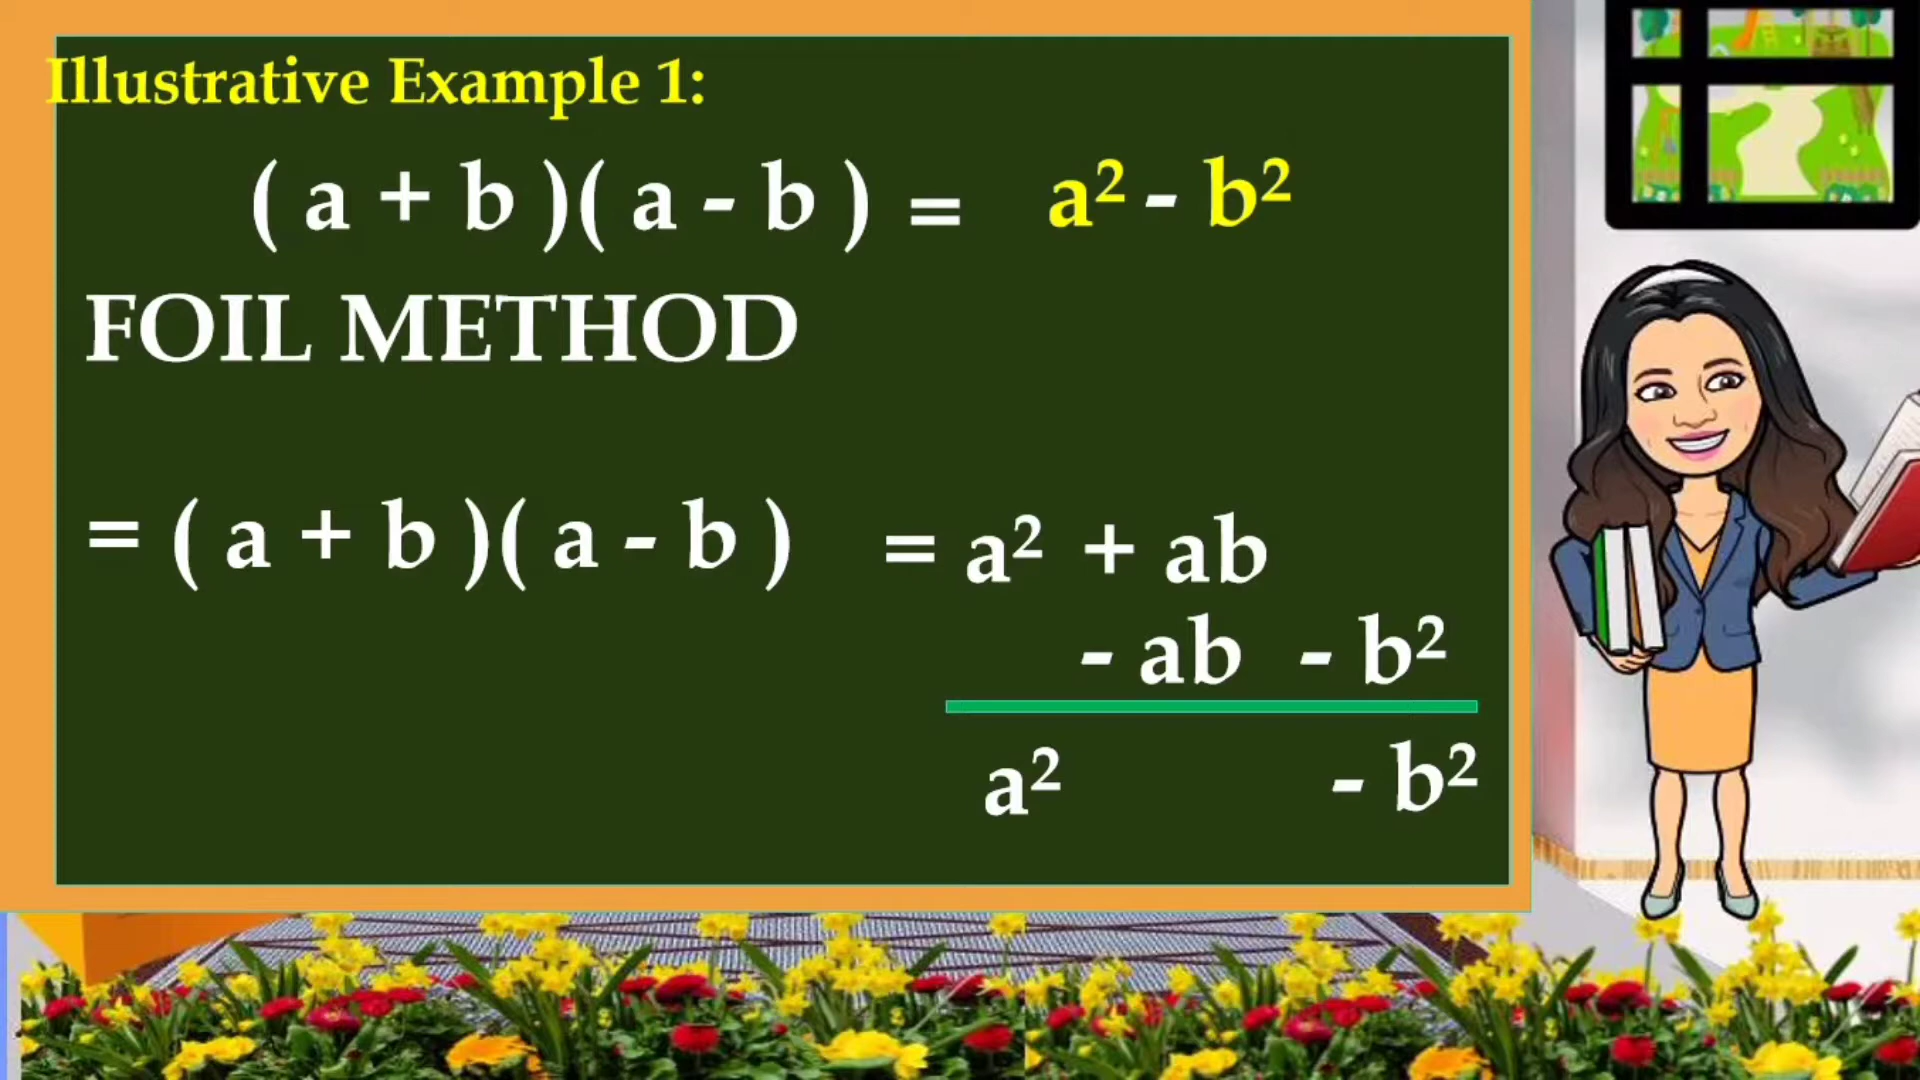 Illustrative Example 1:
( a + b )( a - b ) = a² - b²
FOIL METHOD
= ( a + b )( a - b ) = a² + ab
- ab - b²
a² - b²